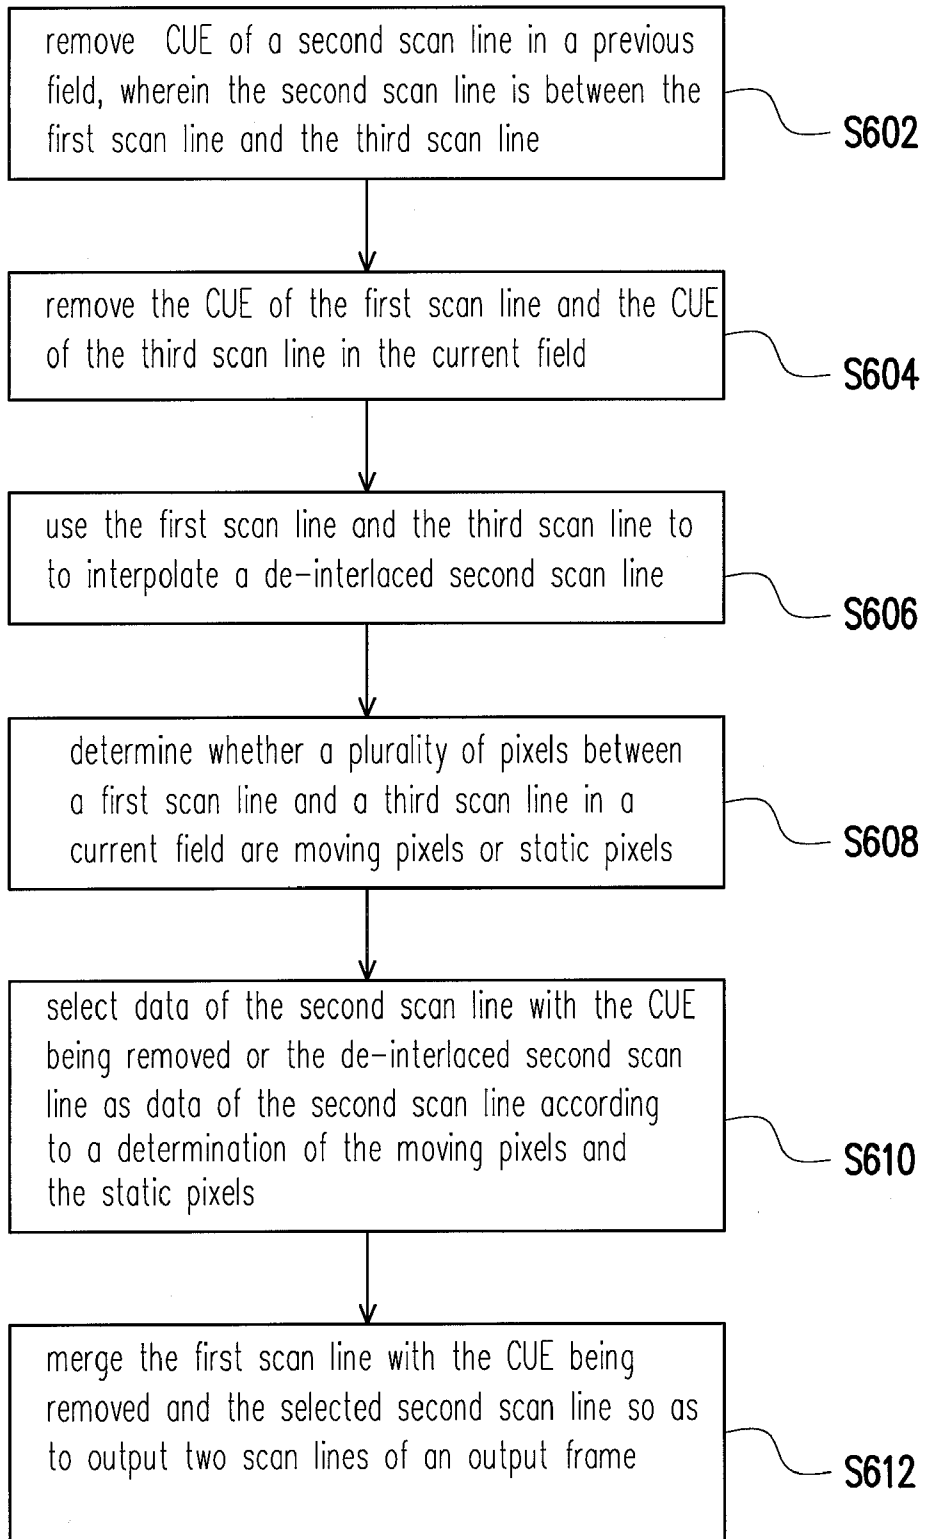 remove CUE of a second scan line in a previous
field, wherein the second scan line is between the
first scan line and the third scan line
S602
remove the CUE of the first scan line and the CUE
of the third scan line in the current field
S604
use the first scan line and the third scan line to
to interpolate a de-interlaced second scan line
S606
determine whether a plurality of pixels between
a first scan line and a third scan line in a
current field are moving pixels or static pixels
S608
select data of the second scan line with the CUE
being removed or the de-interlaced second scan
line as data of the second scan line according
to a determination of the moving pixels and
the static pixels
S610
merge the first scan line with the CUE being
removed and the selected second scan line so as
to output two scan lines of an output frame
S612